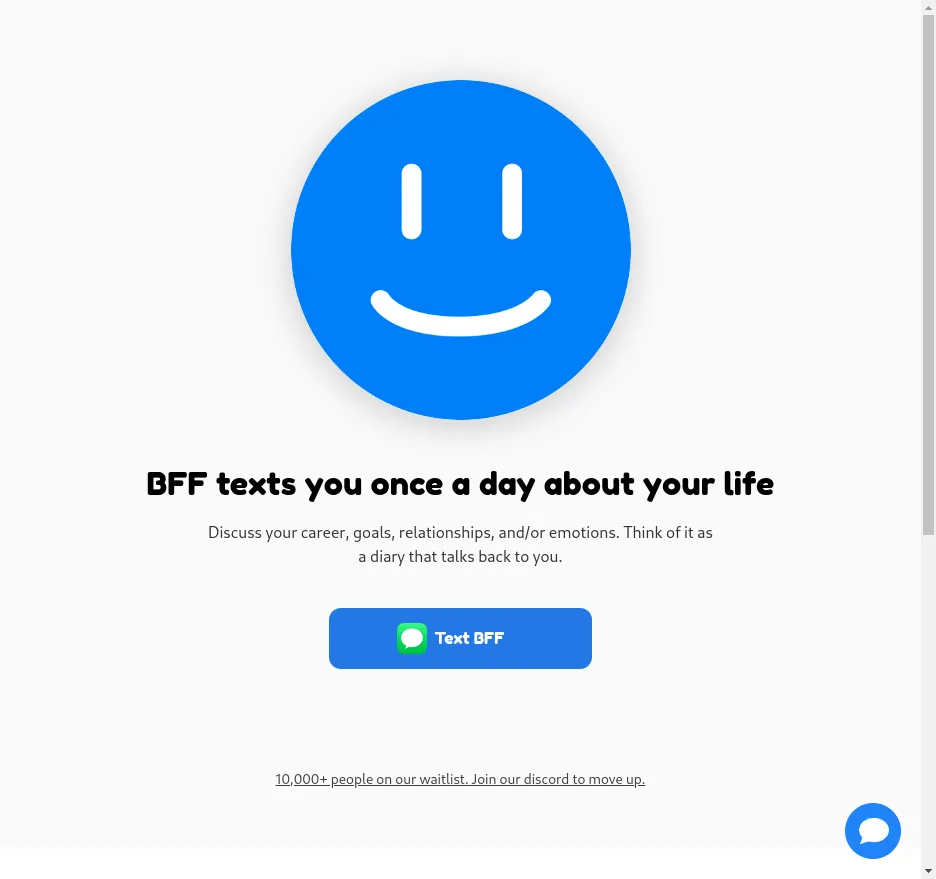 BFF texts you once a day about your life
Discuss your career, goals, relationships, and/or emotions. Think of it as
a diary that talks back to you.
Text BFF
10,000+ people on our waitlist. Join our discord to move up.